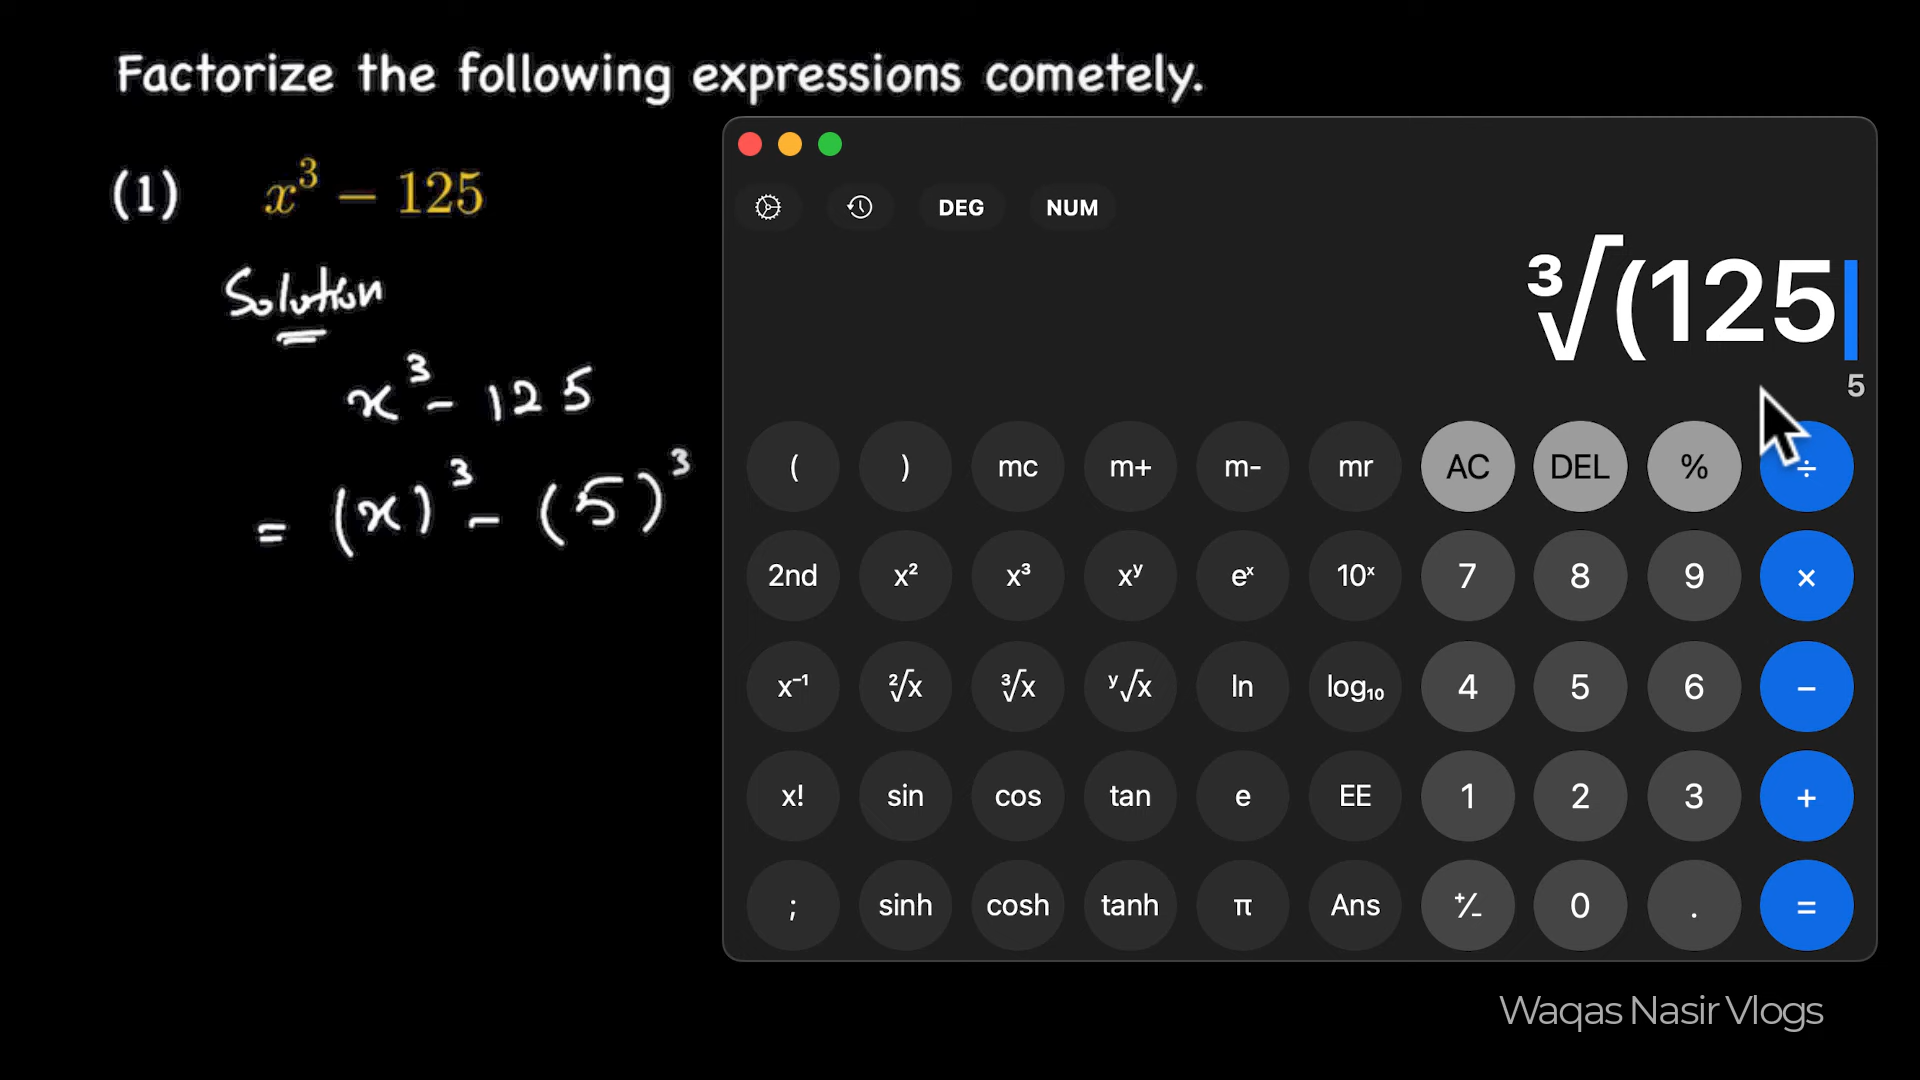 Factorize the following expressions cometely.
(1) x³ − 125
Solution
x³ - 125
= (x)³ - (5)³
DEG NUM
³√(125
5
( ) mc m+ m- mr AC DEL % ÷
2nd x² x³ xʸ eˣ 10ˣ 7 8 9 ×
x⁻¹ ²√x ³√x ʸ√x ln log₁₀ 4 5 6 −
x! sin cos tan e EE 1 2 3 +
; sinh cosh tanh π Ans ⁺∕₋ 0 . =
Waqas Nasir Vlogs